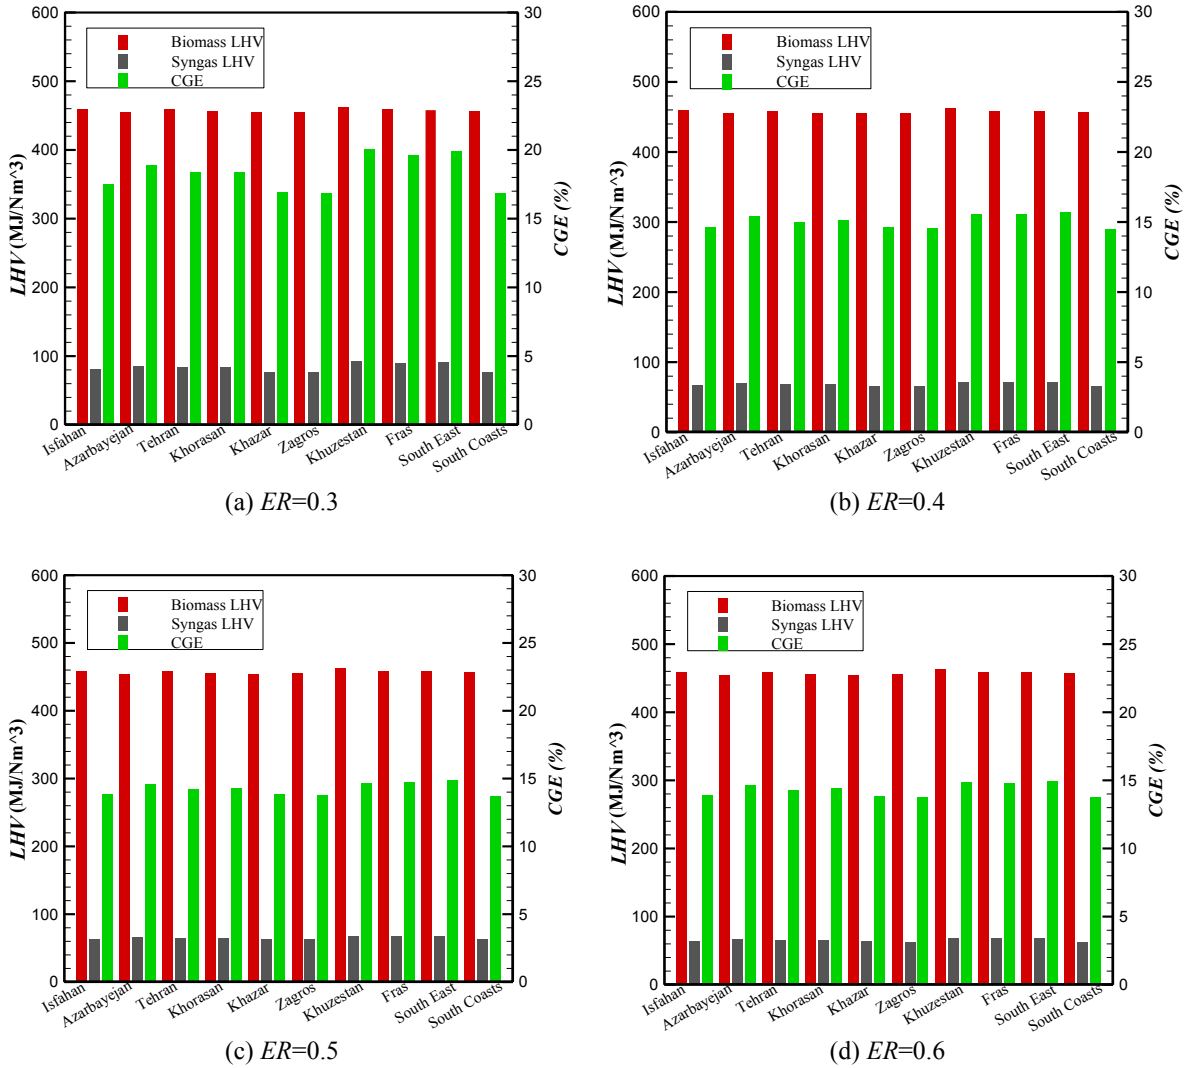 600
500
400
300
200
100
0
LHV (MJ/Nm^3)
30
25
20
15
10
5
0
CGE (%)
Biomass LHV
Syngas LHV
CGE
Isfahan
Azarbayejan
Tehran
Khorasan
Khazar
Zagros
Khuzestan
Fras
South East
South Coasts
(a) ER=0.3
600
500
400
300
200
100
0
LHV (MJ/Nm^3)
30
25
20
15
10
5
0
CGE (%)
Biomass LHV
Syngas LHV
CGE
Isfahan
Azarbayejan
Tehran
Khorasan
Khazar
Zagros
Khuzestan
Fras
South East
South Coasts
(b) ER=0.4
600
500
400
300
200
100
0
LHV (MJ/Nm^3)
30
25
20
15
10
5
0
CGE (%)
Biomass LHV
Syngas LHV
CGE
Isfahan
Azarbayejan
Tehran
Khorasan
Khazar
Zagros
Khuzestan
Fras
South East
South Coasts
(c) ER=0.5
600
500
400
300
200
100
0
LHV (MJ/Nm^3)
30
25
20
15
10
5
0
CGE (%)
Biomass LHV
Syngas LHV
CGE
Isfahan
Azarbayejan
Tehran
Khorasan
Khazar
Zagros
Khuzestan
Fras
South East
South Coasts
(d) ER=0.6